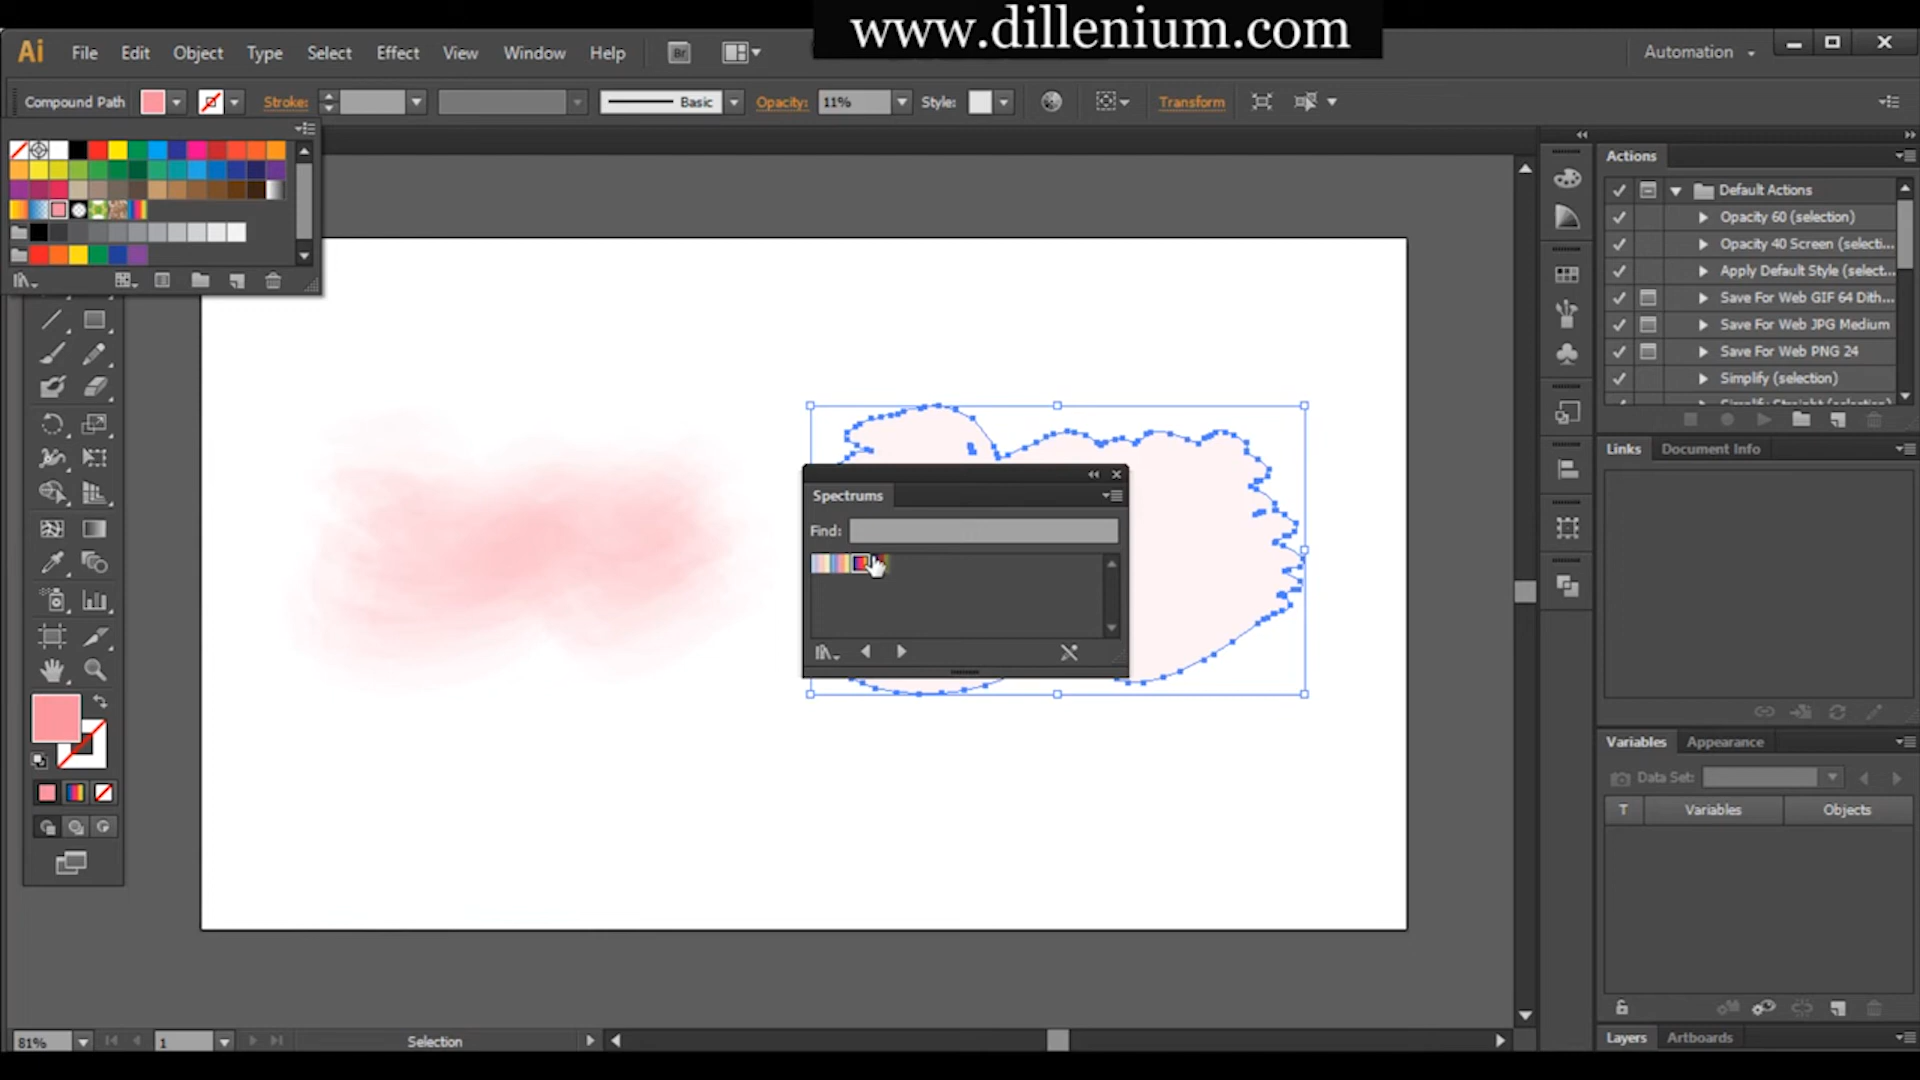 www.dillenium.com
Ai File Edit Object Type Select Effect View Window Help Br Automation
Compound Path Stroke: Basic Opacity: 11% Style: Transform
Actions
Default Actions
Opacity 60 (selection)
Opacity 40 Screen (selecti...
Apply Default Style (select...
Save For Web GIF 64 Dith...
Save For Web JPG Medium
Save For Web PNG 24
Simplify (selection)
Links Document Info
Spectrums
Find:
Variables Appearance
Data Set:
T Variables Objects
81% 1 Selection
Layers Artboards